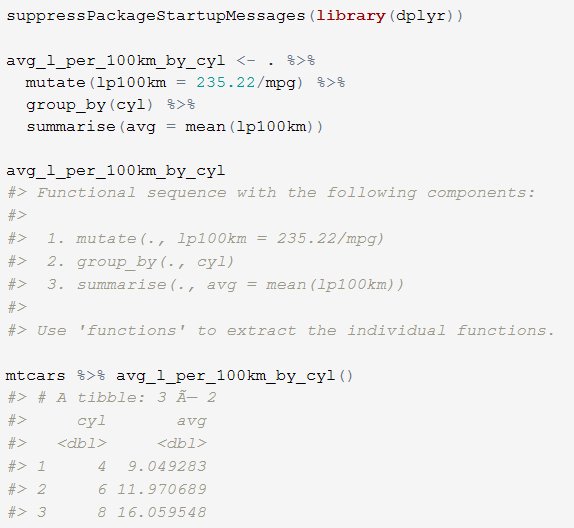 suppressPackageStartupMessages(library(dplyr))
avg_l_per_100km_by_cyl <- . %>%
mutate(lp100km = 235.22/mpg) %>%
group_by(cyl) %>%
summarise(avg = mean(lp100km))
avg_l_per_100km_by_cyl
#> Functional sequence with the following components:
#>
#> 1. mutate(., lp100km = 235.22/mpg)
#> 2. group_by(., cyl)
#> 3. summarise(., avg = mean(lp100km))
#>
#> Use 'functions' to extract the individual functions.
mtcars %>% avg_l_per_100km_by_cyl()
#> # A tibble: 3 Ã— 2
#> cyl avg
#> <dbl> <dbl>
#> 1 4 9.049283
#> 2 6 11.970689
#> 3 8 16.059548